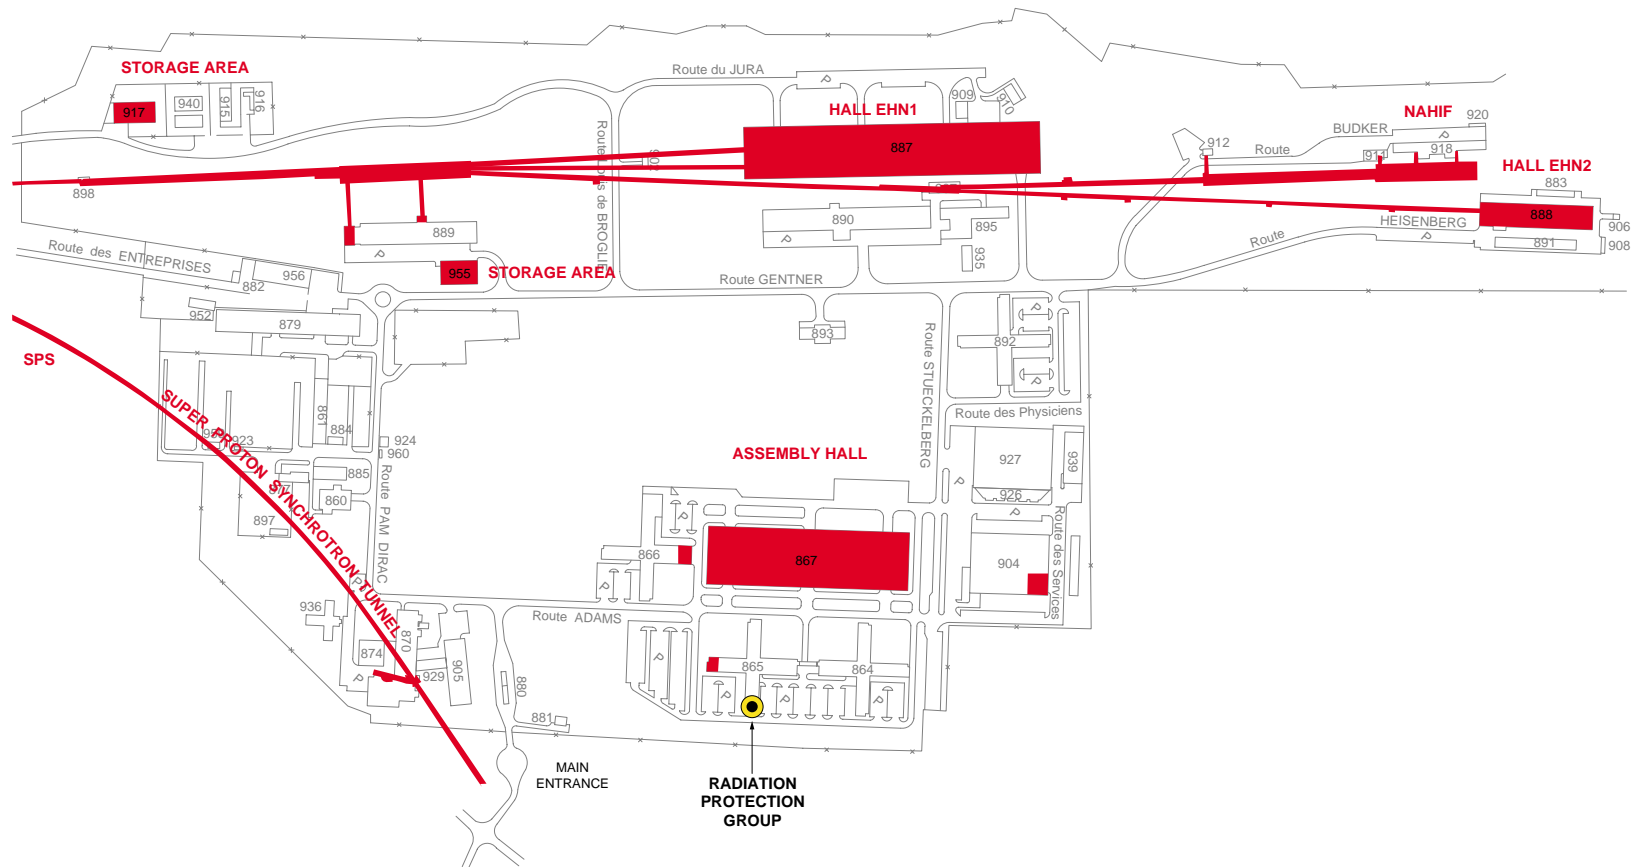 STORAGE AREA
917
940
915
916
Route du JURA
P
HALL EHN1
909
910
887
NAHIF
920
BUDKER
P
Route
912
911
918
HALL EHN2
883
898
889
P
890
P
895
935
HEISENBERG
P
Route
888
891
906
908
Route des ENTREPRISES
956
882
955
STORAGE AREA
Route GENTNER
952
879
893
892
P
P
Route STUECKELBERG
SPS
SUPER PROTON SYNCHROTRON TUNNEL
861
884
923
924
960
885
860
897
Route PAM DIRAC
P
Route des Physiciens
ASSEMBLY HALL
927
939
926
P
P
Route des Services
904
866
P
867
P
936
Route ADAMS
874
870
905
929
P
880
881
P
865
864
P
P
P
MAIN
ENTRANCE
RADIATION
PROTECTION
GROUP